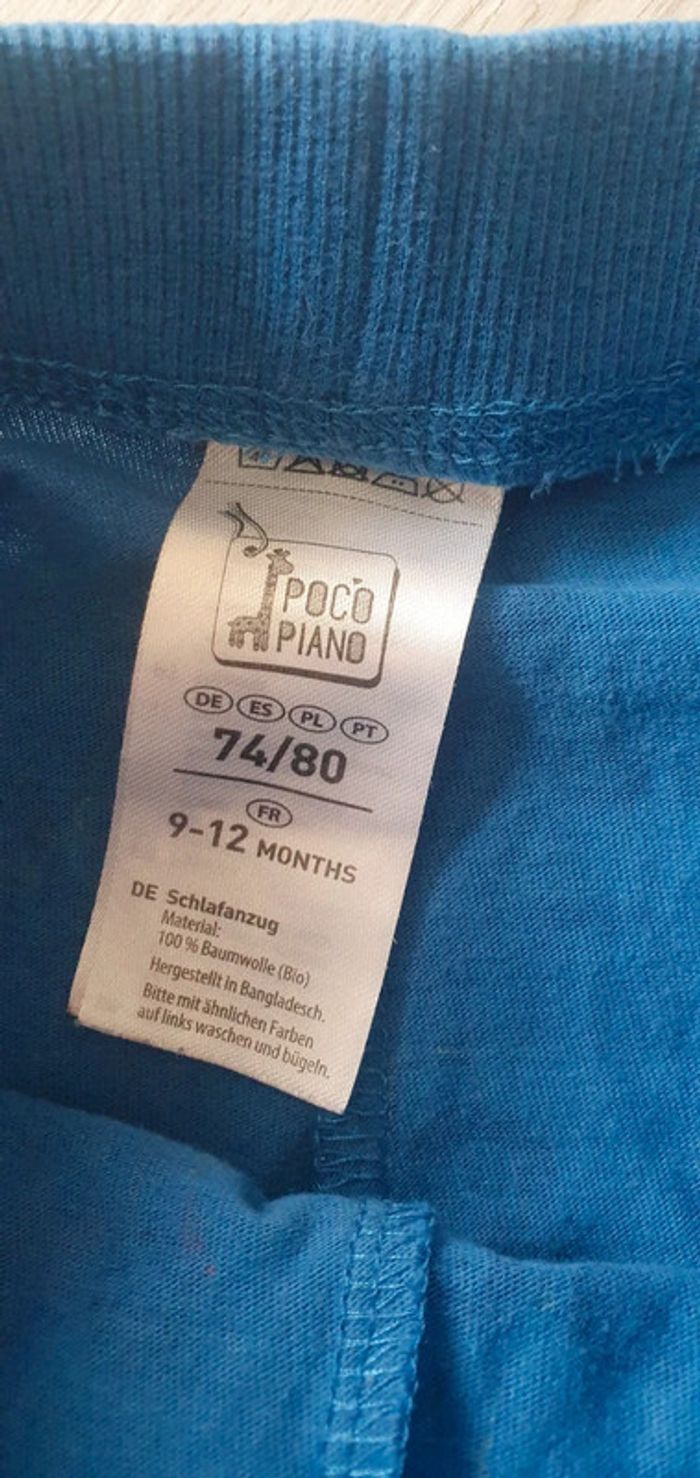 POCO
PIANO
DE ES PL PT
74/80
FR
9-12 MONTHS
DE Schlafanzug
Material:
100 % Baumwolle (Bio)
Hergestellt in Bangladesch.
Bitte mit ähnlichen Farben
auf links waschen und bügeln.